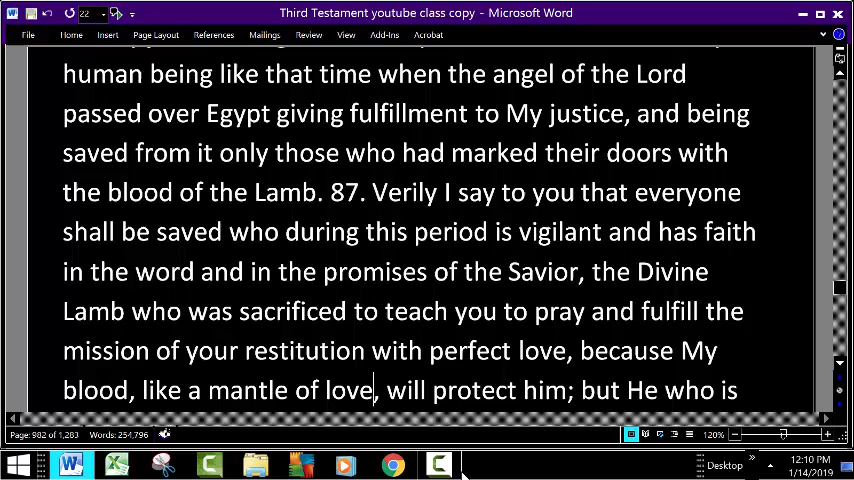 Third Testament youtube class copy - Microsoft Word
22
File Home Insert Page Layout References Mailings Review View Add-Ins Acrobat
human being like that time when the angel of the Lord
passed over Egypt giving fulfillment to My justice, and being
saved from it only those who had marked their doors with
the blood of the Lamb. 87. Verily I say to you that everyone
shall be saved who during this period is vigilant and has faith
in the word and in the promises of the Savior, the Divine
Lamb who was sacrificed to teach you to pray and fulfill the
mission of your restitution with perfect love, because My
blood, like a mantle of love, will protect him; but He who is
Page: 982 of 1,283 Words: 254,796 120%
Desktop
12:10 PM
1/14/2019